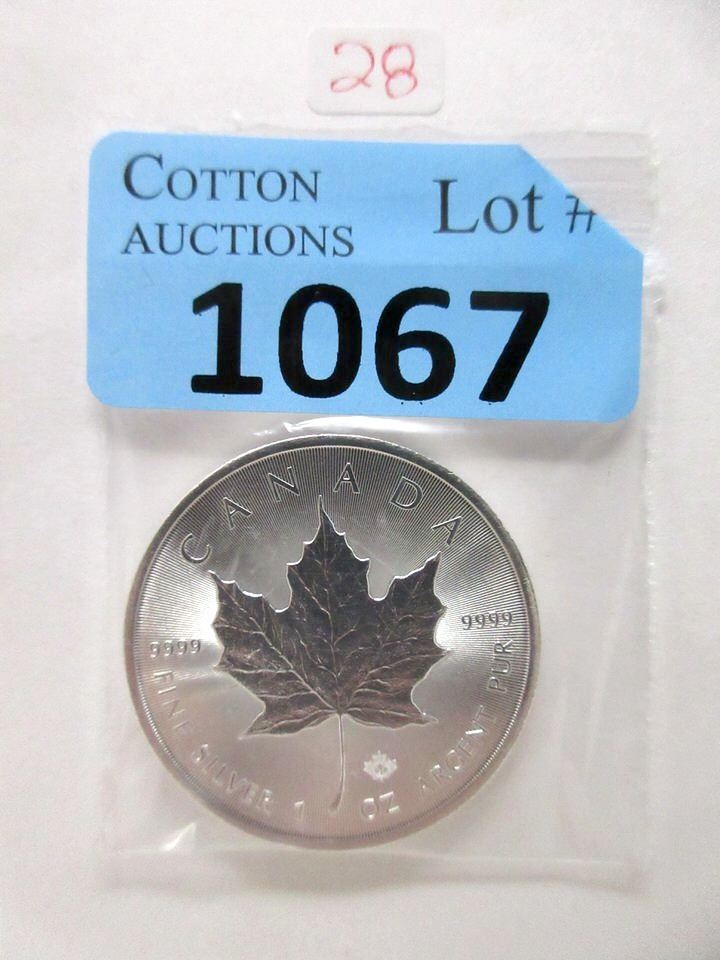 28
COTTON
AUCTIONS
Lot #
1067
CANADA
9999 9999
FINE SILVER 1 OZ ARGENT PUR